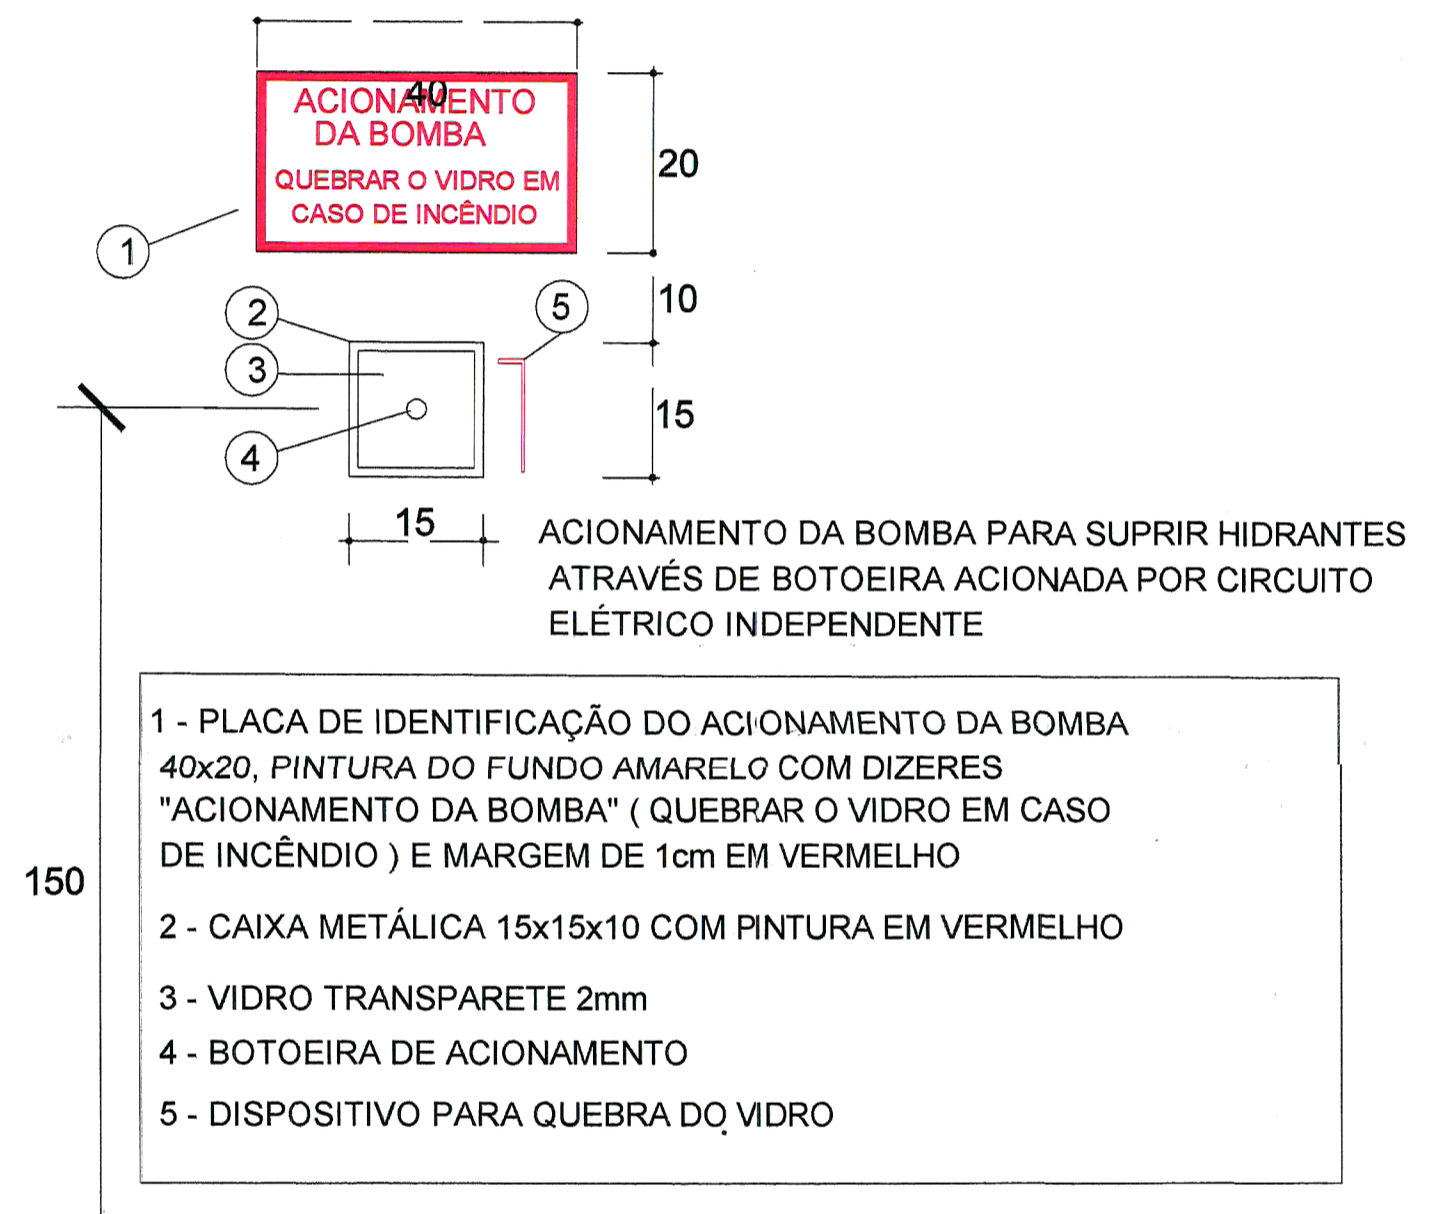 40
ACIONAMENTO
DA BOMBA
QUEBRAR O VIDRO EM
CASO DE INCÊNDIO
20
1
10
2
5
3
15
4
15
ACIONAMENTO DA BOMBA PARA SUPRIR HIDRANTES
ATRAVÉS DE BOTOEIRA ACIONADA POR CIRCUITO
ELÉTRICO INDEPENDENTE
1 - PLACA DE IDENTIFICAÇÃO DO ACIONAMENTO DA BOMBA
40x20, PINTURA DO FUNDO AMARELO COM DIZERES
"ACIONAMENTO DA BOMBA" ( QUEBRAR O VIDRO EM CASO
DE INCÊNDIO ) E MARGEM DE 1cm EM VERMELHO
150
2 - CAIXA METÁLICA 15x15x10 COM PINTURA EM VERMELHO
3 - VIDRO TRANSPARETE 2mm
4 - BOTOEIRA DE ACIONAMENTO
5 - DISPOSITIVO PARA QUEBRA DO VIDRO